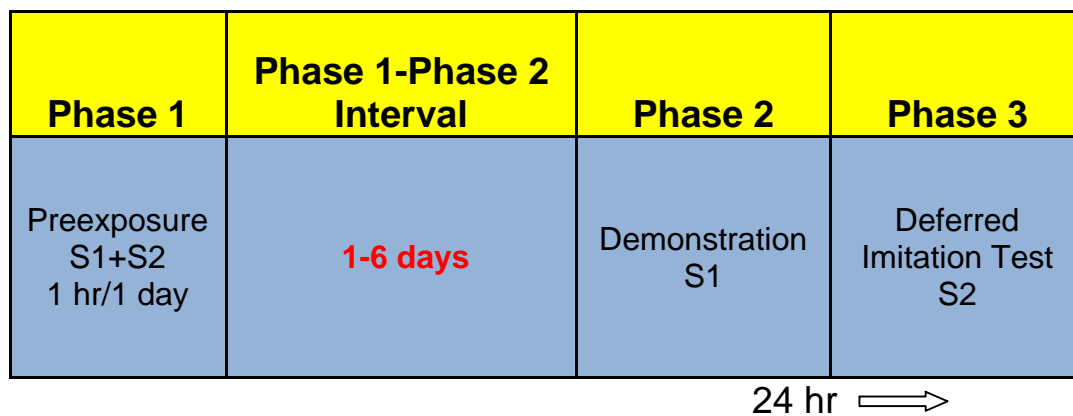 Phase 1
Phase 1-Phase 2
Interval
Phase 2
Phase 3
Preexposure
S1+S2
1 hr/1 day
1-6 days
Demonstration
S1
Deferred
Imitation Test
S2
24 hr